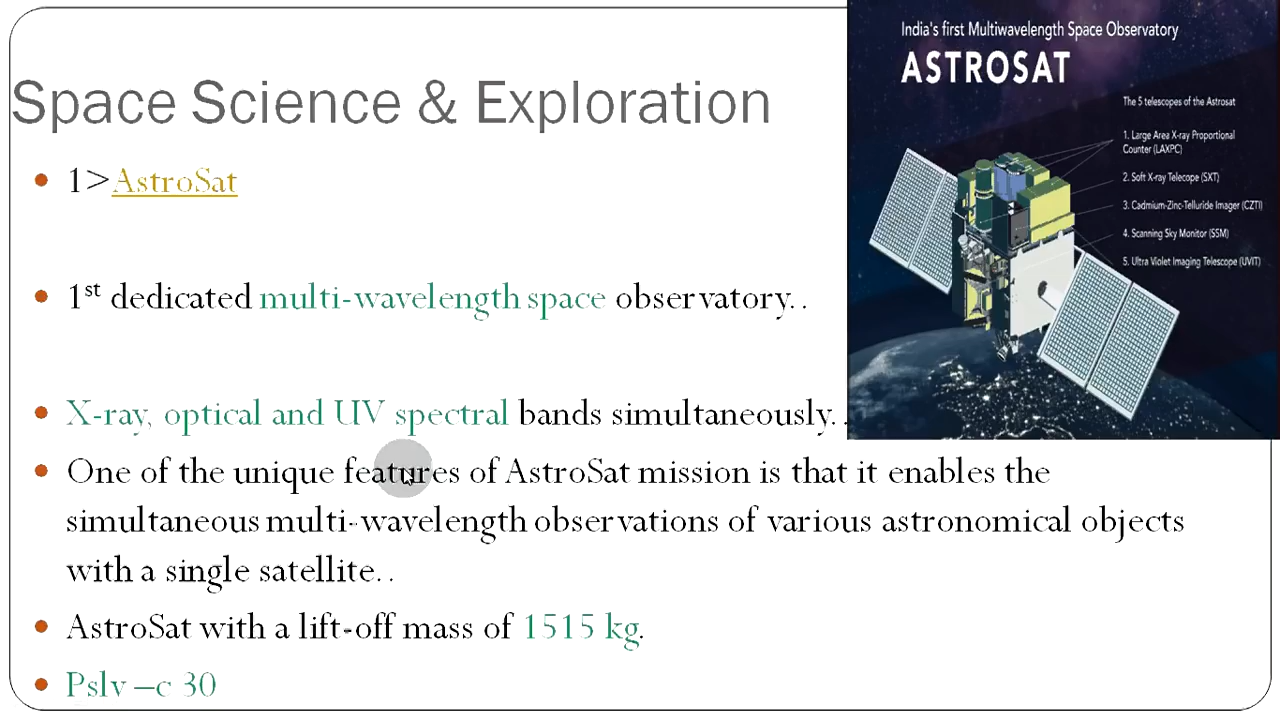 Space Science & Exploration
1>AstroSat
1st dedicated multi-wavelength space observatory..
X-ray, optical and UV spectral bands simultaneously..
One of the unique features of AstroSat mission is that it enables the
simultaneous multi-wavelength observations of various astronomical objects
with a single satellite..
AstroSat with a lift-off mass of 1515 kg.
Pslv –c 30
India's first Multiwavelength Space Observatory
ASTROSAT
The 5 telescopes of the Astrosat
1. Large Area X-ray Proportional
Counter (LAXPC)
2. Soft X-ray Telecope (SXT)
3. Cadmium-Zinc-Telluride Imager (CZTI)
4. Scanning Sky Monitor (SSM)
5. Ultra Violet Imaging Telescope (UVIT)